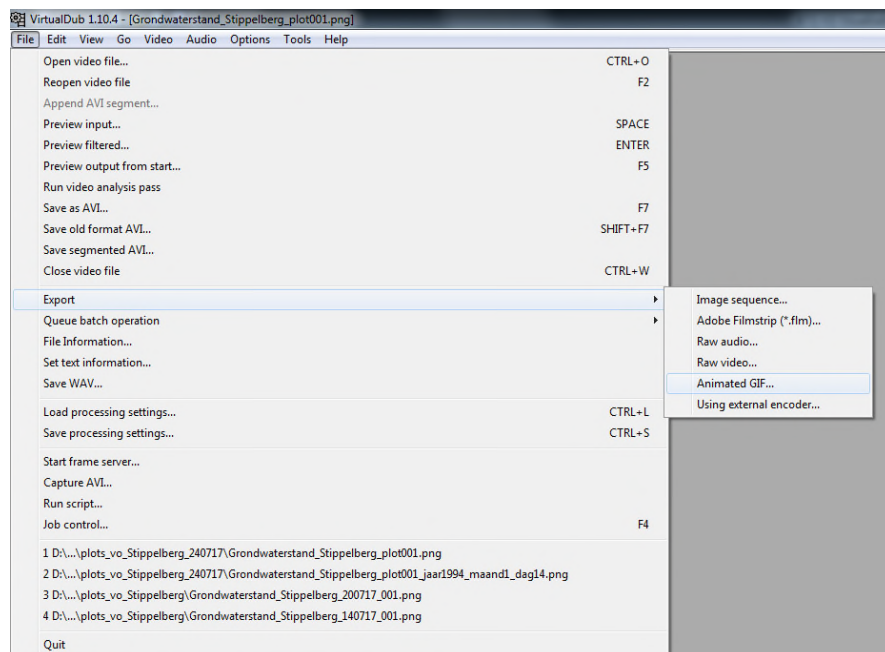 VirtualDub 1.10.4 - [Grondwaterstand_Stippelberg_plot001.png]
File Edit View Go Video Audio Options Tools Help
Open video file... CTRL+O
Reopen video file F2
Append AVI segment...
Preview input... SPACE
Preview filtered... ENTER
Preview output from start... F5
Run video analysis pass
Save as AVI... F7
Save old format AVI... SHIFT+F7
Save segmented AVI...
Close video file CTRL+W
Export
Queue batch operation
File Information...
Set text information...
Save WAV...
Load processing settings... CTRL+L
Save processing settings... CTRL+S
Start frame server...
Capture AVI...
Run script...
Job control... F4
1 D:\...\plots_vo_Stippelberg_240717\Grondwaterstand_Stippelberg_plot001.png
2 D:\...\plots_vo_Stippelberg_240717\Grondwaterstand_Stippelberg_plot001_jaar1994_maand1_dag14.png
3 D:\...\plots_vo_Stippelberg\Grondwaterstand_Stippelberg_200717_001.png
4 D:\...\plots_vo_Stippelberg\Grondwaterstand_Stippelberg_140717_001.png
Quit
Image sequence...
Adobe Filmstrip (*.flm)...
Raw audio...
Raw video...
Animated GIF...
Using external encoder...